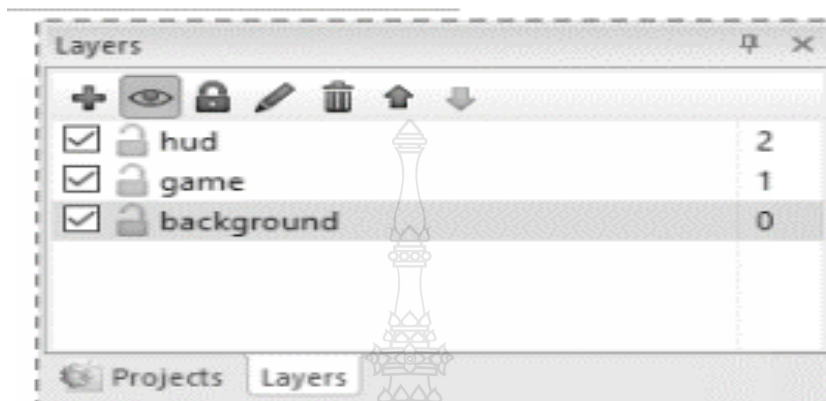 Layers
hud 2
game 1
background 0
Projects Layers